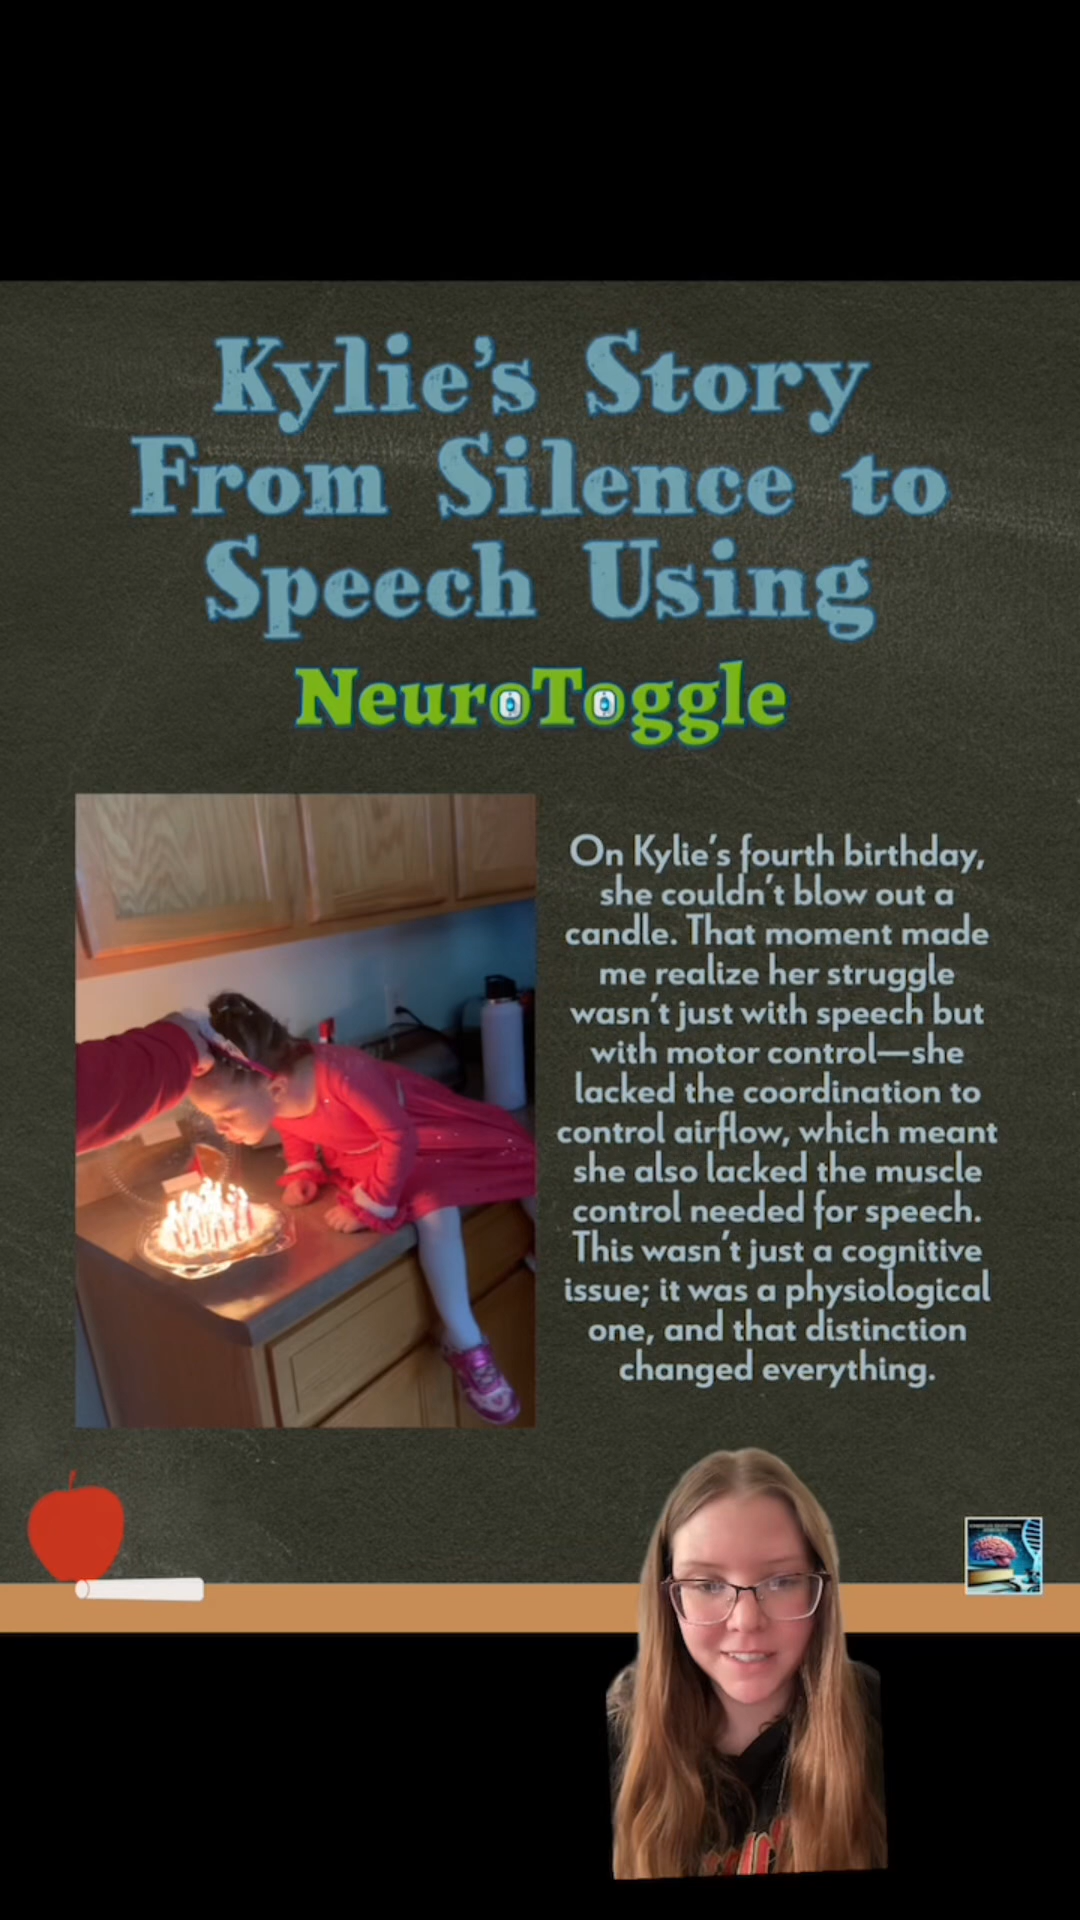 Kylie's Story
From Silence to
Speech Using
NeuroToggle
On Kylie's fourth birthday,
she couldn't blow out a
candle. That moment made
me realize her struggle
wasn't just with speech but
with motor control—she
lacked the coordination to
control airflow, which meant
she also lacked the muscle
control needed for speech.
This wasn't just a cognitive
issue; it was a physiological
one, and that distinction
changed everything.